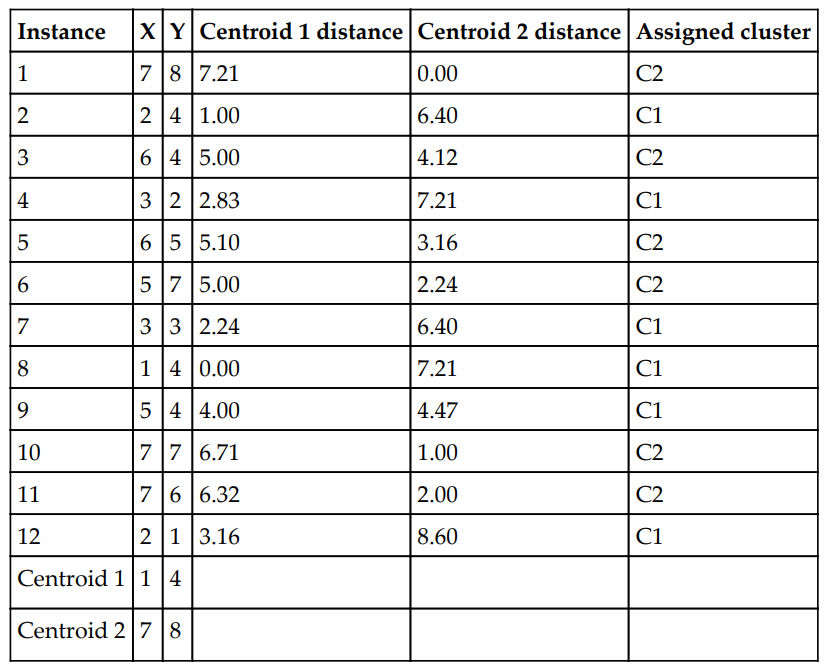 Instance X Y Centroid 1 distance Centroid 2 distance Assigned cluster
1 7 8 7.21 0.00 C2
2 2 4 1.00 6.40 C1
3 6 4 5.00 4.12 C2
4 3 2 2.83 7.21 C1
5 6 5 5.10 3.16 C2
6 5 7 5.00 2.24 C2
7 3 3 2.24 6.40 C1
8 1 4 0.00 7.21 C1
9 5 4 4.00 4.47 C1
10 7 7 6.71 1.00 C2
11 7 6 6.32 2.00 C2
12 2 1 3.16 8.60 C1
Centroid 1 1 4
Centroid 2 7 8